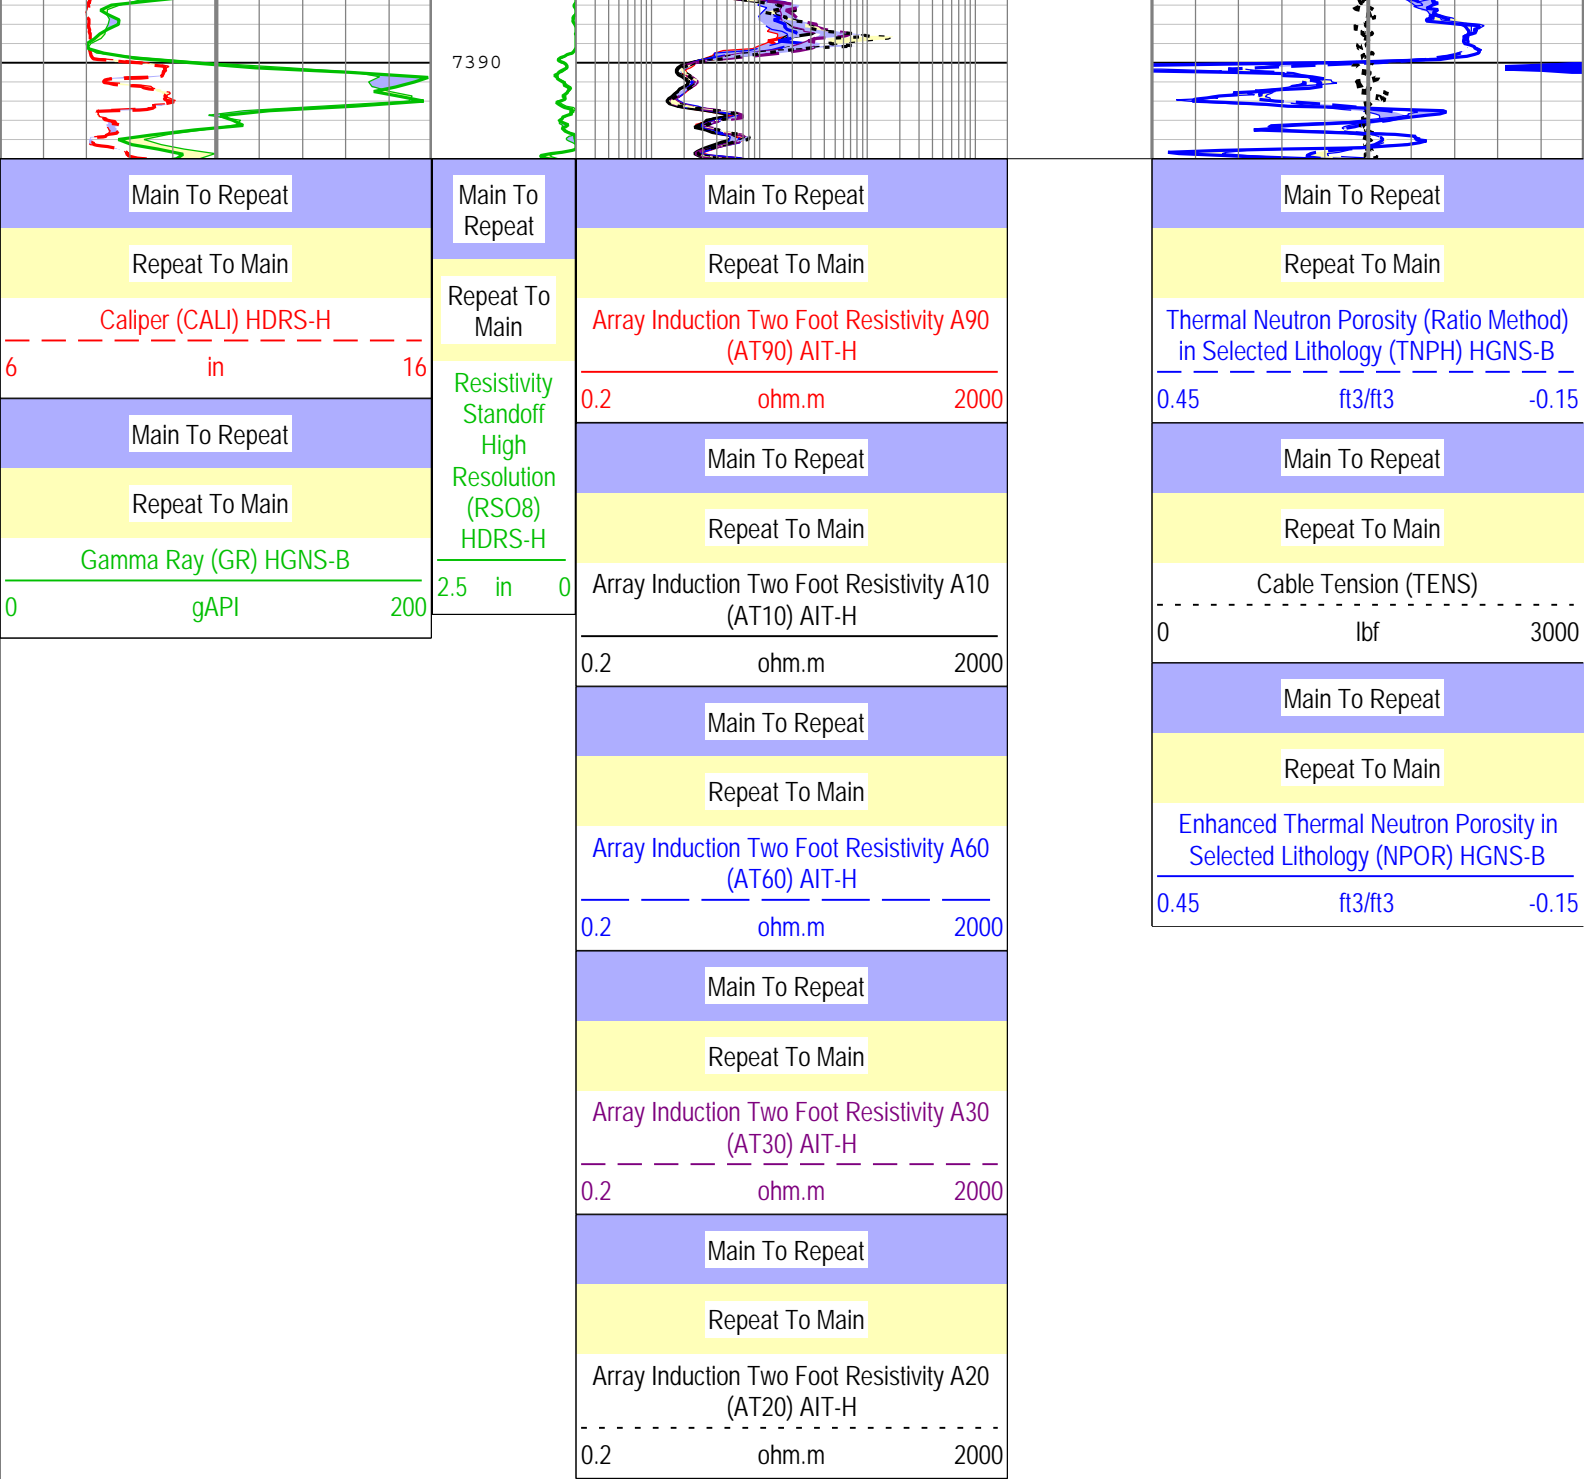 7390
Main To Repeat
Repeat To Main
Caliper (CALI) HDRS-H
6 in 16
Main To Repeat
Repeat To Main
Gamma Ray (GR) HGNS-B
0 gAPI 200
Main To
Repeat
Repeat To
Main
Resistivity
Standoff
High
Resolution
(RSO8)
HDRS-H
2.5 in 0
Main To Repeat
Repeat To Main
Array Induction Two Foot Resistivity A90
(AT90) AIT-H
0.2 ohm.m 2000
Main To Repeat
Repeat To Main
Array Induction Two Foot Resistivity A10
(AT10) AIT-H
0.2 ohm.m 2000
Main To Repeat
Repeat To Main
Array Induction Two Foot Resistivity A60
(AT60) AIT-H
0.2 ohm.m 2000
Main To Repeat
Repeat To Main
Array Induction Two Foot Resistivity A30
(AT30) AIT-H
0.2 ohm.m 2000
Main To Repeat
Repeat To Main
Array Induction Two Foot Resistivity A20
(AT20) AIT-H
0.2 ohm.m 2000
Main To Repeat
Repeat To Main
Thermal Neutron Porosity (Ratio Method)
in Selected Lithology (TNPH) HGNS-B
0.45 ft3/ft3 -0.15
Main To Repeat
Repeat To Main
Cable Tension (TENS)
0 lbf 3000
Main To Repeat
Repeat To Main
Enhanced Thermal Neutron Porosity in
Selected Lithology (NPOR) HGNS-B
0.45 ft3/ft3 -0.15